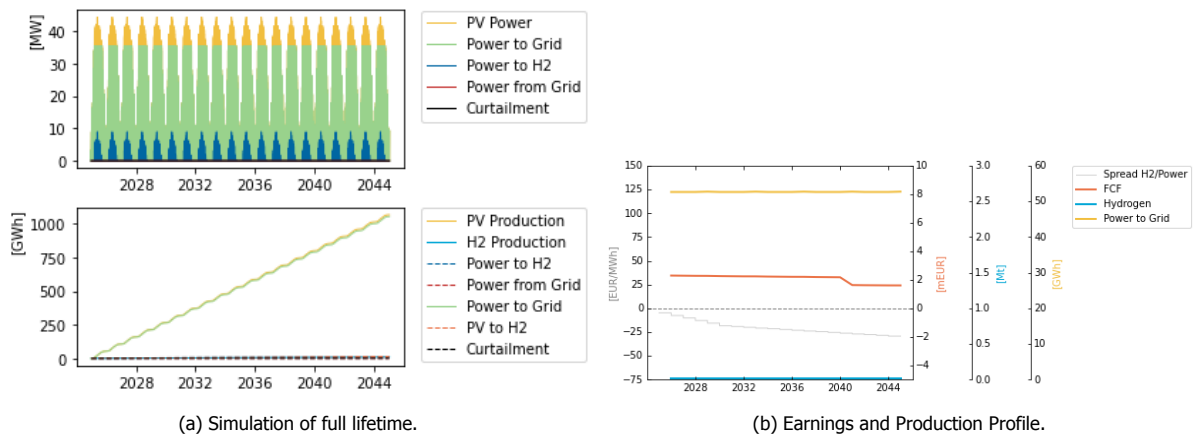 [MW]
40
30
20
10
0
2028 2032 2036 2040 2044
PV Power
Power to Grid
Power to H2
Power from Grid
Curtailment
[GWh]
1000
750
500
250
0
2028 2032 2036 2040 2044
PV Production
H2 Production
Power to H2
Power from Grid
Power to Grid
PV to H2
Curtailment
(a) Simulation of full lifetime.
[EUR/MWh]
150
125
100
75
50
25
0
−25
−50
−75
2028 2032 2036 2040 2044
10
8
6
4
2
0
−2
−4
[mEUR]
3.0
2.5
2.0
1.5
1.0
0.5
0.0
[Mt]
60
50
40
30
20
10
0
[GWh]
Spread H2/Power
FCF
Hydrogen
Power to Grid
(b) Earnings and Production Profile.